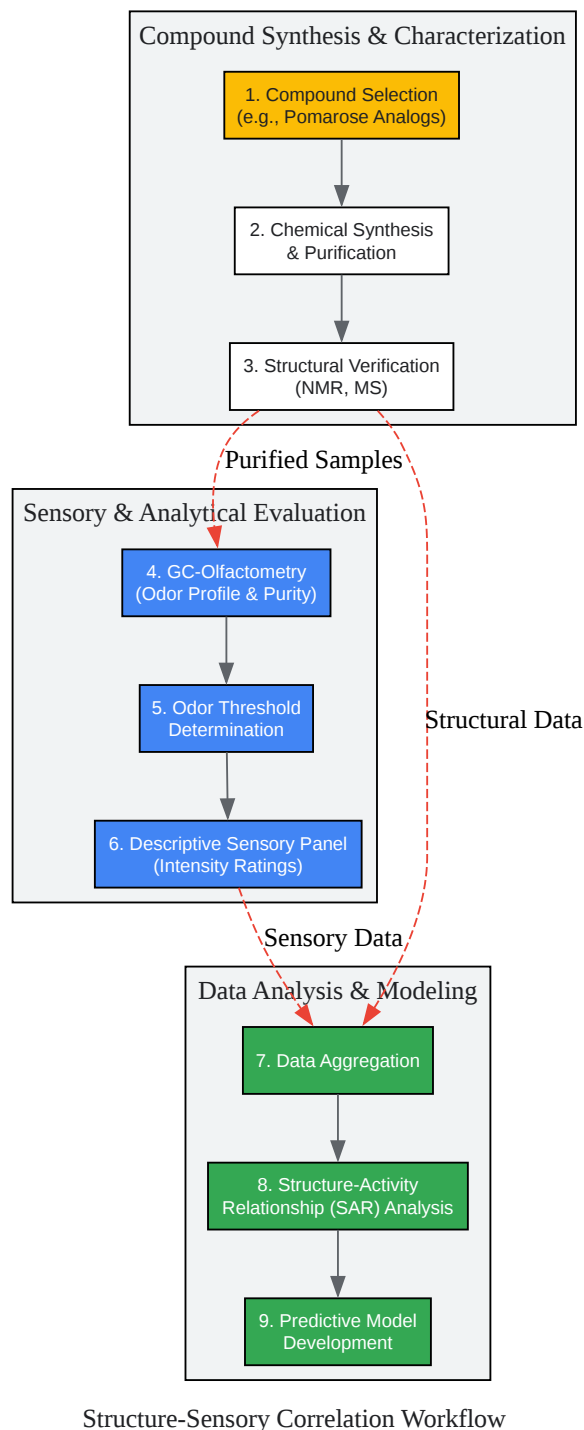 Compound Synthesis & Characterization
1. Compound Selection
(e.g., Pomarose Analogs)
2. Chemical Synthesis
& Purification
3. Structural Verification
(NMR, MS)
Purified Samples
Sensory & Analytical Evaluation
4. GC-Olfactometry
(Odor Profile & Purity)
5. Odor Threshold
Determination
Structural Data
6. Descriptive Sensory Panel
(Intensity Ratings)
Sensory Data
Data Analysis & Modeling
7. Data Aggregation
8. Structure-Activity
Relationship (SAR) Analysis
9. Predictive Model
Development
Structure-Sensory Correlation Workflow